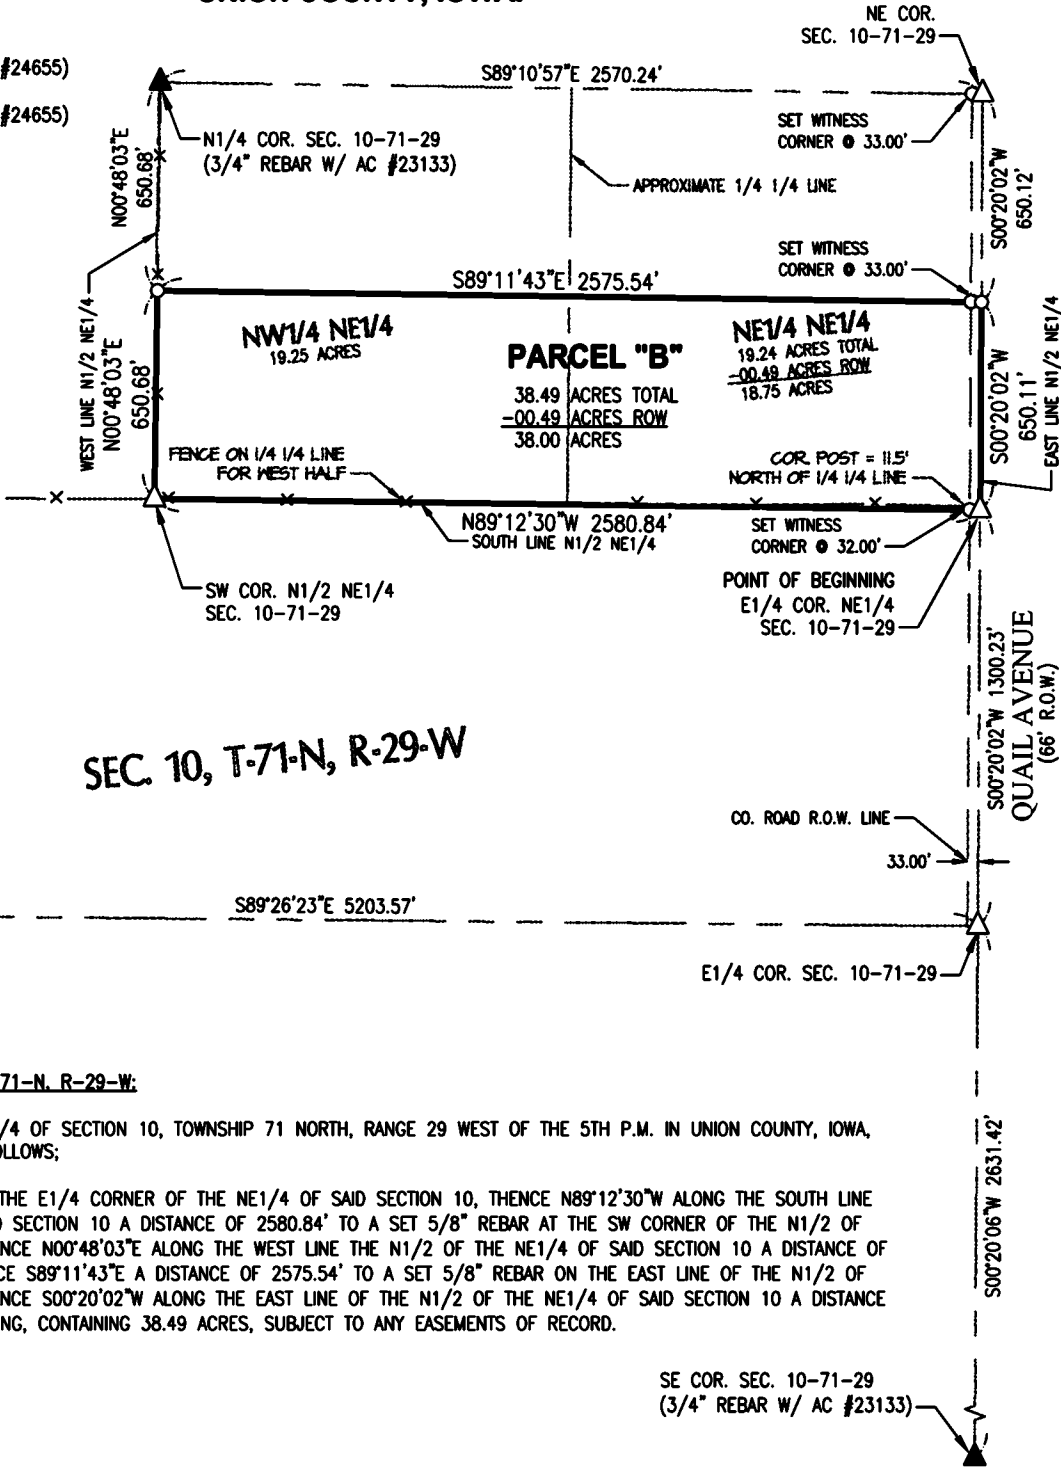 #24655)
#24655)
NE COR.
SEC. 10-71-29
S89°10'57"E 2570.24'
N1/4 COR. SEC. 10-71-29
(3/4" REBAR W/ AC #23133)
SET WITNESS
CORNER @ 33.00'
N00°48'03"E
650.68'
APPROXIMATE 1/4 1/4 LINE
S00°20'02"W
650.12'
SET WITNESS
CORNER @ 33.00'
S89°11'43"E 2575.54'
WEST LINE N1/2 NE1/4
N00°48'03"E
650.68'
NW1/4 NE1/4
19.25 ACRES
PARCEL "B"
38.49 ACRES TOTAL
-00.49 ACRES ROW
38.00 ACRES
NE1/4 NE1/4
19.24 ACRES TOTAL
-00.49 ACRES ROW
18.75 ACRES
S00°20'02"W
650.11'
EAST LINE N1/2 NE1/4
FENCE ON 1/4 1/4 LINE
FOR WEST HALF
COR. POST = 11.5'
NORTH OF 1/4 1/4 LINE
N89°12'30"W 2580.84'
SOUTH LINE N1/2 NE1/4
SET WITNESS
CORNER @ 32.00'
SW COR. N1/2 NE1/4
SEC. 10-71-29
POINT OF BEGINNING
E1/4 COR. NE1/4
SEC. 10-71-29
S00°20'02"W 1300.23'
QUAIL AVENUE
(66' R.O.W.)
SEC. 10, T-71-N, R-29-W
CO. ROAD R.O.W. LINE
33.00'
S89°26'23"E 5203.57'
E1/4 COR. SEC. 10-71-29
71-N, R-29-W:
/4 OF SECTION 10, TOWNSHIP 71 NORTH, RANGE 29 WEST OF THE 5TH P.M. IN UNION COUNTY, IOWA,
OLLOWS;
THE E1/4 CORNER OF THE NE1/4 OF SAID SECTION 10, THENCE N89°12'30"W ALONG THE SOUTH LINE
SECTION 10 A DISTANCE OF 2580.84' TO A SET 5/8" REBAR AT THE SW CORNER OF THE N1/2 OF
NCE N00°48'03"E ALONG THE WEST LINE THE N1/2 OF THE NE1/4 OF SAID SECTION 10 A DISTANCE OF
CE S89°11'43"E A DISTANCE OF 2575.54' TO A SET 5/8" REBAR ON THE EAST LINE OF THE N1/2 OF
NCE S00°20'02"W ALONG THE EAST LINE OF THE N1/2 OF THE NE1/4 OF SAID SECTION 10 A DISTANCE
NG, CONTAINING 38.49 ACRES, SUBJECT TO ANY EASEMENTS OF RECORD.
S00°20'06"W 2631.42'
SE COR. SEC. 10-71-29
(3/4" REBAR W/ AC #23133)